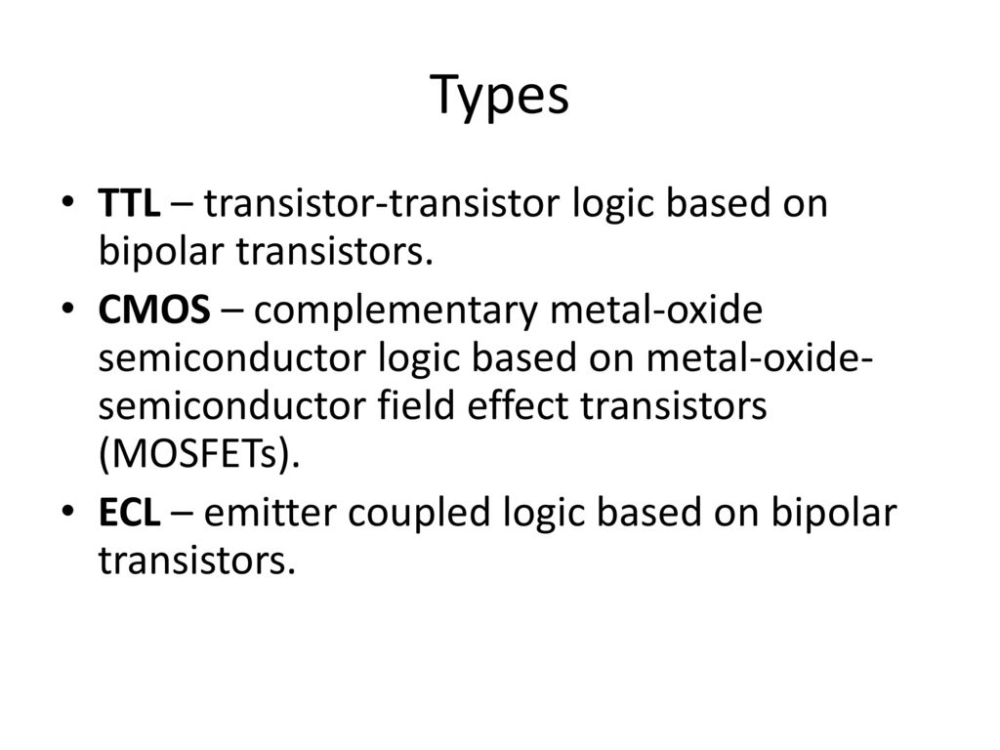 Types
• TTL – transistor-transistor logic based on
bipolar transistors.
• CMOS – complementary metal-oxide
semiconductor logic based on metal-oxide-
semiconductor field effect transistors
(MOSFETs).
• ECL – emitter coupled logic based on bipolar
transistors.